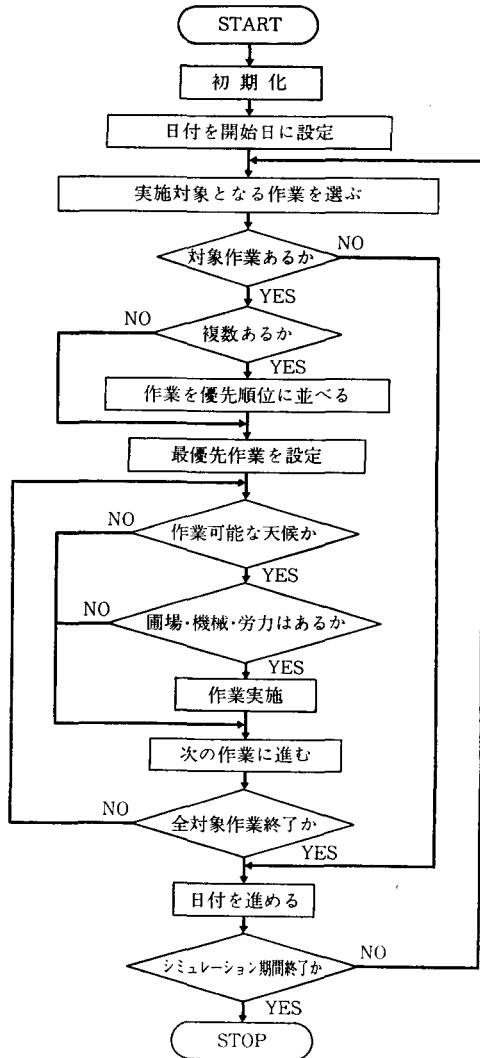 START
初期化
日付を開始日に設定
実施対象となる作業を選ぶ
対象作業あるか
NO
YES
NO
複数あるか
YES
作業を優先順位に並べる
最優先作業を設定
NO
作業可能な天候か
YES
NO
圃場・機械・労力はあるか
YES
作業実施
次の作業に進む
NO
全対象作業終了か
YES
日付を進める
シミュレーション期間終了か
NO
YES
STOP